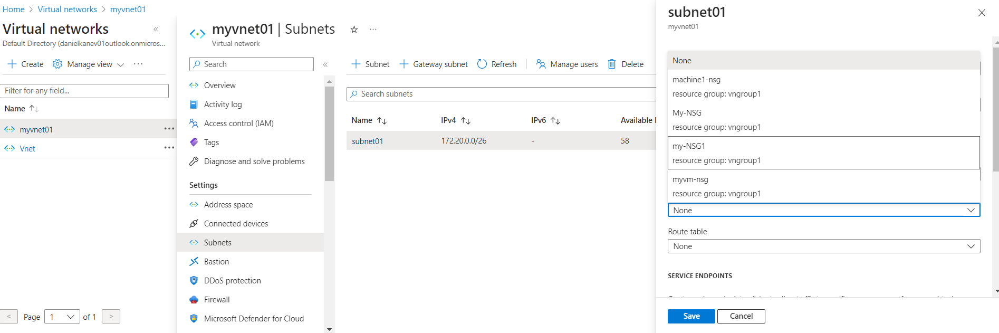 Home > Virtual networks > myvnet01
Virtual networks «
Default Directory (danielkanev01outlook.onmicros...
+ Create Manage view ...
Filter for any field...
Name ↑↓
myvnet01 ...
Vnet ...
< Page 1 of 1 >
myvnet01 | Subnets ...
Virtual network
Search «
Overview
Activity log
Access control (IAM)
Tags
Diagnose and solve problems
Settings
Address space
Connected devices
Subnets
Bastion
DDoS protection
Firewall
Microsoft Defender for Cloud
+ Subnet + Gateway subnet Refresh Manage users Delete
Search subnets
Name ↑↓ IPv4 ↑↓ IPv6 ↑↓ Available
subnet01 172.20.0.0/26 - 58
subnet01
myvnet01
None
machine1-nsg
resource group: vngroup1
My-NSG
resource group: vngroup1
my-NSG1
resource group: vngroup1
myvm-nsg
resource group: vngroup1
None
Route table
None
SERVICE ENDPOINTS
Save Cancel